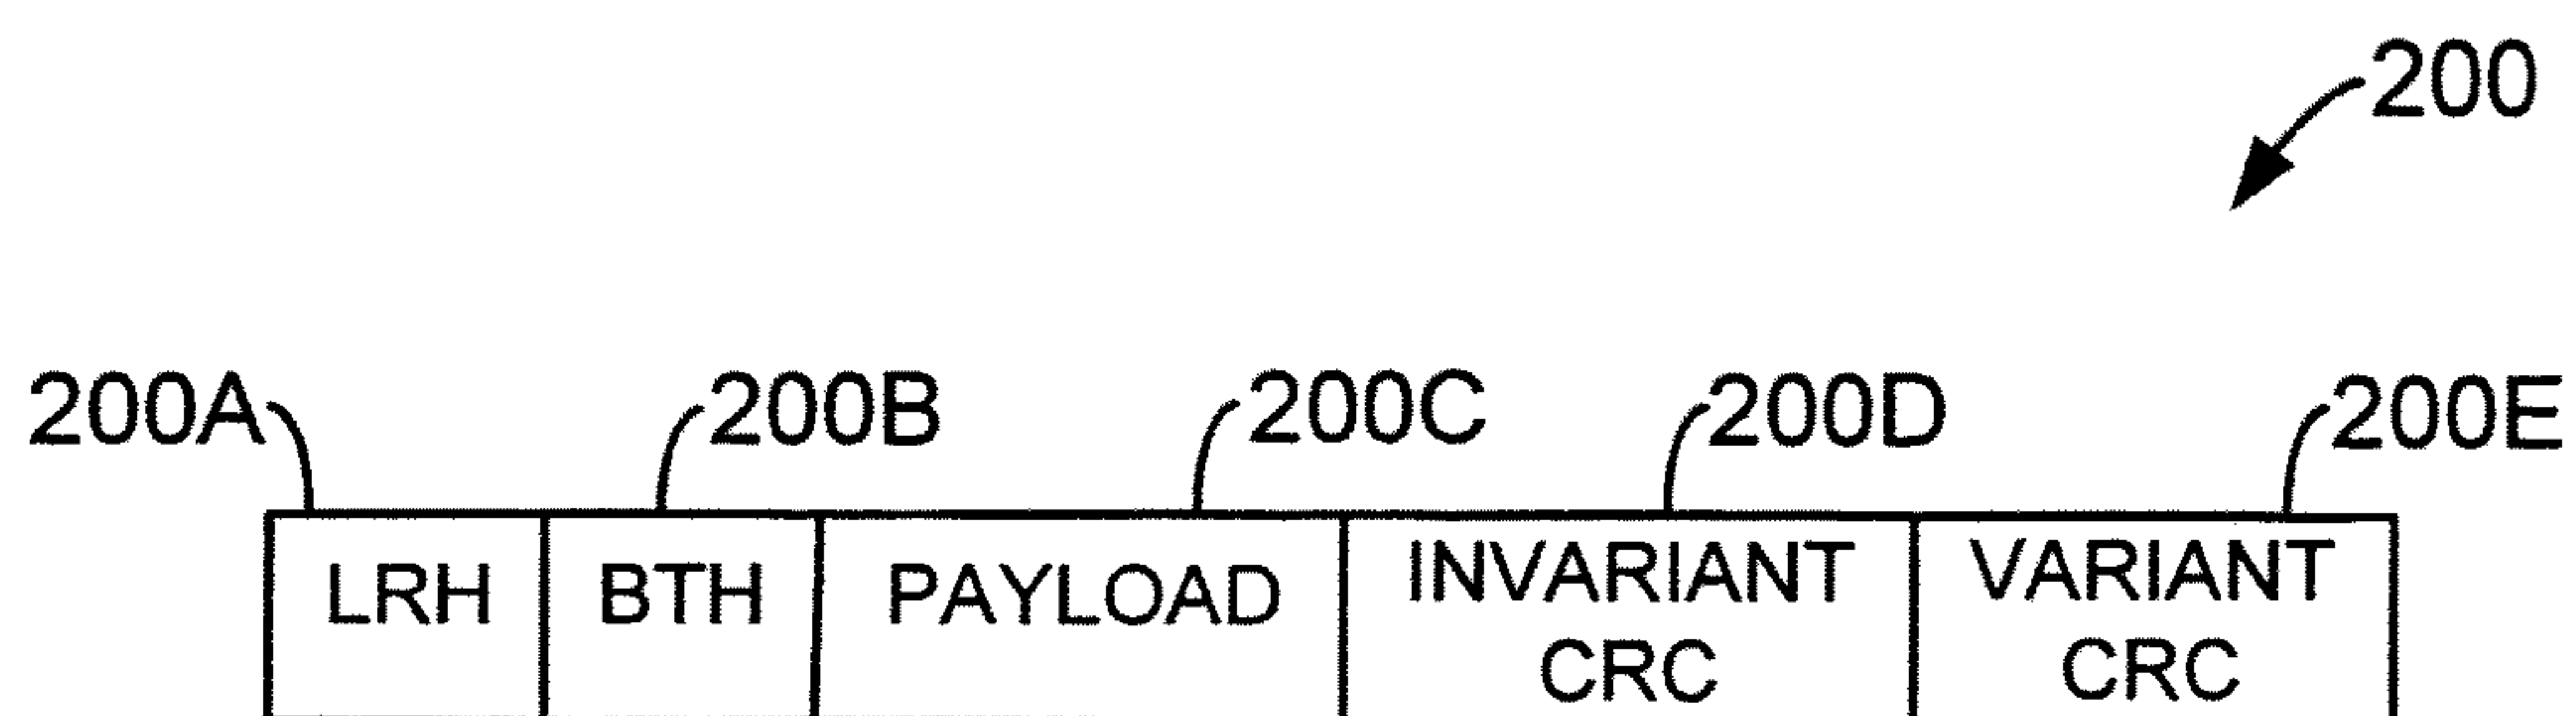 200
200A 200B 200C 200D 200E
LRH BTH PAYLOAD INVARIANT CRC VARIANT CRC